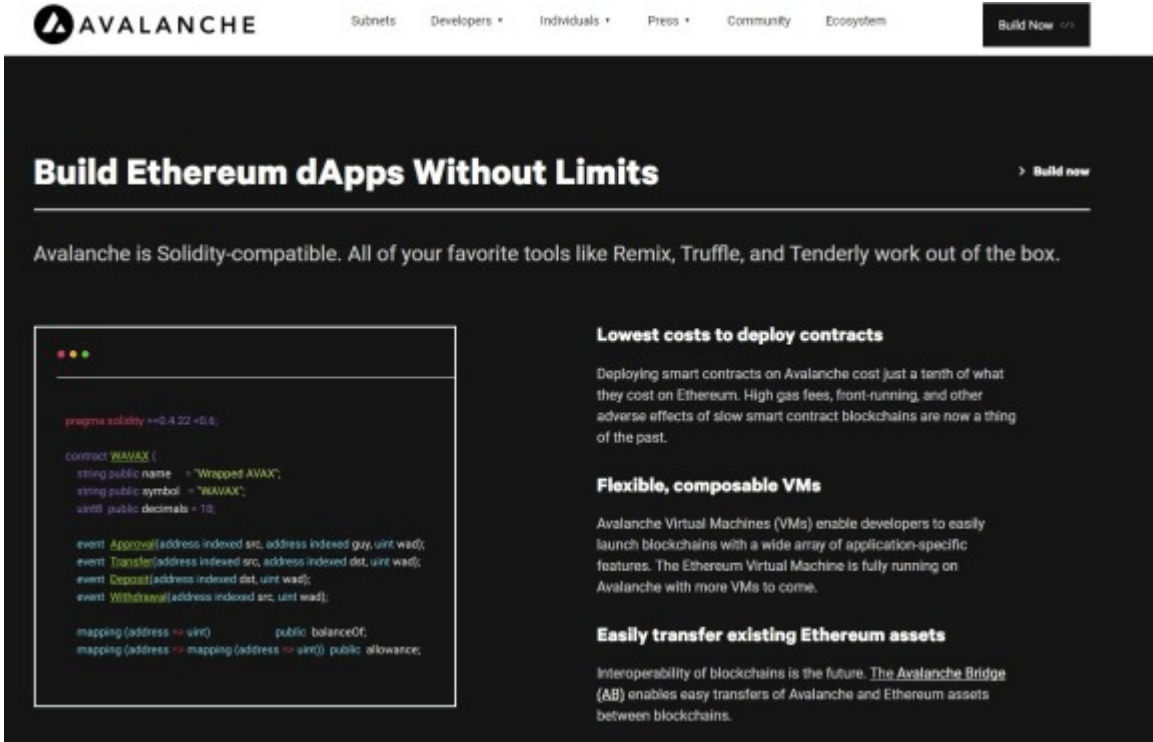 AVALANCHE
Subnets Developers Individuals Press Community Ecosystem Build Now </>
Build Ethereum dApps Without Limits
> Build now
Avalanche is Solidity-compatible. All of your favorite tools like Remix, Truffle, and Tenderly work out of the box.
pragma solidity >=0.4.22 <0.6;
contract WAVAX {
string public name = "Wrapped AVAX";
string public symbol = "WAVAX";
uint8 public decimals = 18;
event Approval(address indexed src, address indexed guy, uint wad);
event Transfer(address indexed src, address indexed dst, uint wad);
event Deposit(address indexed dst, uint wad);
event Withdrawal(address indexed src, uint wad);
mapping (address => uint) public balanceOf;
mapping (address => mapping (address => uint)) public allowance;
Lowest costs to deploy contracts
Deploying smart contracts on Avalanche cost just a tenth of what
they cost on Ethereum. High gas fees, front-running, and other
adverse effects of slow smart contract blockchains are now a thing
of the past.
Flexible, composable VMs
Avalanche Virtual Machines (VMs) enable developers to easily
launch blockchains with a wide array of application-specific
features. The Ethereum Virtual Machine is fully running on
Avalanche with more VMs to come.
Easily transfer existing Ethereum assets
Interoperability of blockchains is the future. The Avalanche Bridge
(AB) enables easy transfers of Avalanche and Ethereum assets
between blockchains.